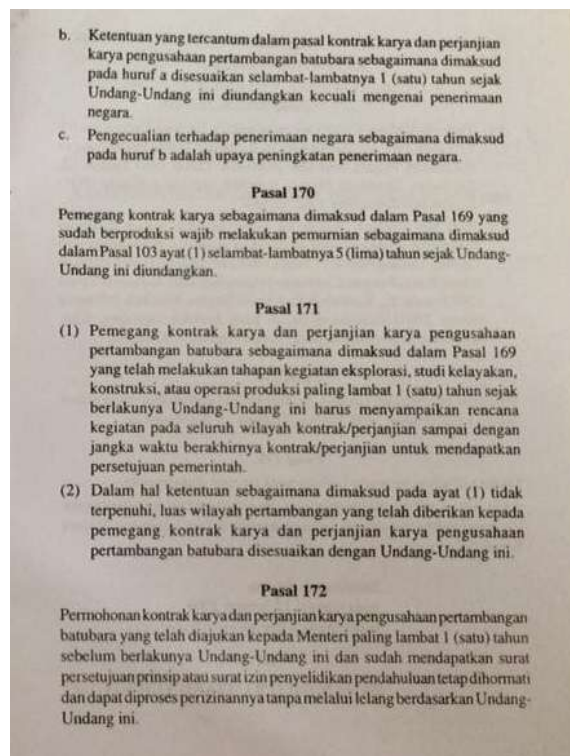 b. Ketentuan yang tercantum dalam pasal kontrak karya dan perjanjian
karya pengusahaan pertambangan batubara sebagaimana dimaksud
pada huruf a disesuaikan selambat-lambatnya 1 (satu) tahun sejak
Undang-Undang ini diundangkan kecuali mengenai penerimaan
negara.
c. Pengecualian terhadap penerimaan negara sebagaimana dimaksud
pada huruf b adalah upaya peningkatan penerimaan negara.
Pasal 170
Pemegang kontrak karya sebagaimana dimaksud dalam Pasal 169 yang
sudah berproduksi wajib melakukan pemurnian sebagaimana dimaksud
dalam Pasal 103 ayat (1) selambat-lambatnya 5 (lima) tahun sejak Undang-
Undang ini diundangkan.
Pasal 171
(1) Pemegang kontrak karya dan perjanjian karya pengusahaan
pertambangan batubara sebagaimana dimaksud dalam Pasal 169
yang telah melakukan tahapan kegiatan eksplorasi, studi kelayakan,
konstruksi, atau operasi produksi paling lambat 1 (satu) tahun sejak
berlakunya Undang-Undang ini harus menyampaikan rencana
kegiatan pada seluruh wilayah kontrak/perjanjian sampai dengan
jangka waktu berakhirnya kontrak/perjanjian untuk mendapatkan
persetujuan pemerintah.
(2) Dalam hal ketentuan sebagaimana dimaksud pada ayat (1) tidak
terpenuhi, luas wilayah pertambangan yang telah diberikan kepada
pemegang kontrak karya dan perjanjian karya pengusahaan
pertambangan batubara disesuaikan dengan Undang-Undang ini.
Pasal 172
Permohonan kontrak karya dan perjanjian karya pengusahaan pertambangan
batubara yang telah diajukan kepada Menteri paling lambat 1 (satu) tahun
sebelum berlakunya Undang-Undang ini dan sudah mendapatkan surat
persetujuan prinsip atau surat izin penyelidikan pendahuluan tetap dihormati
dan dapat diproses perizinannya tanpa melalui lelang berdasarkan Undang-
Undang ini.